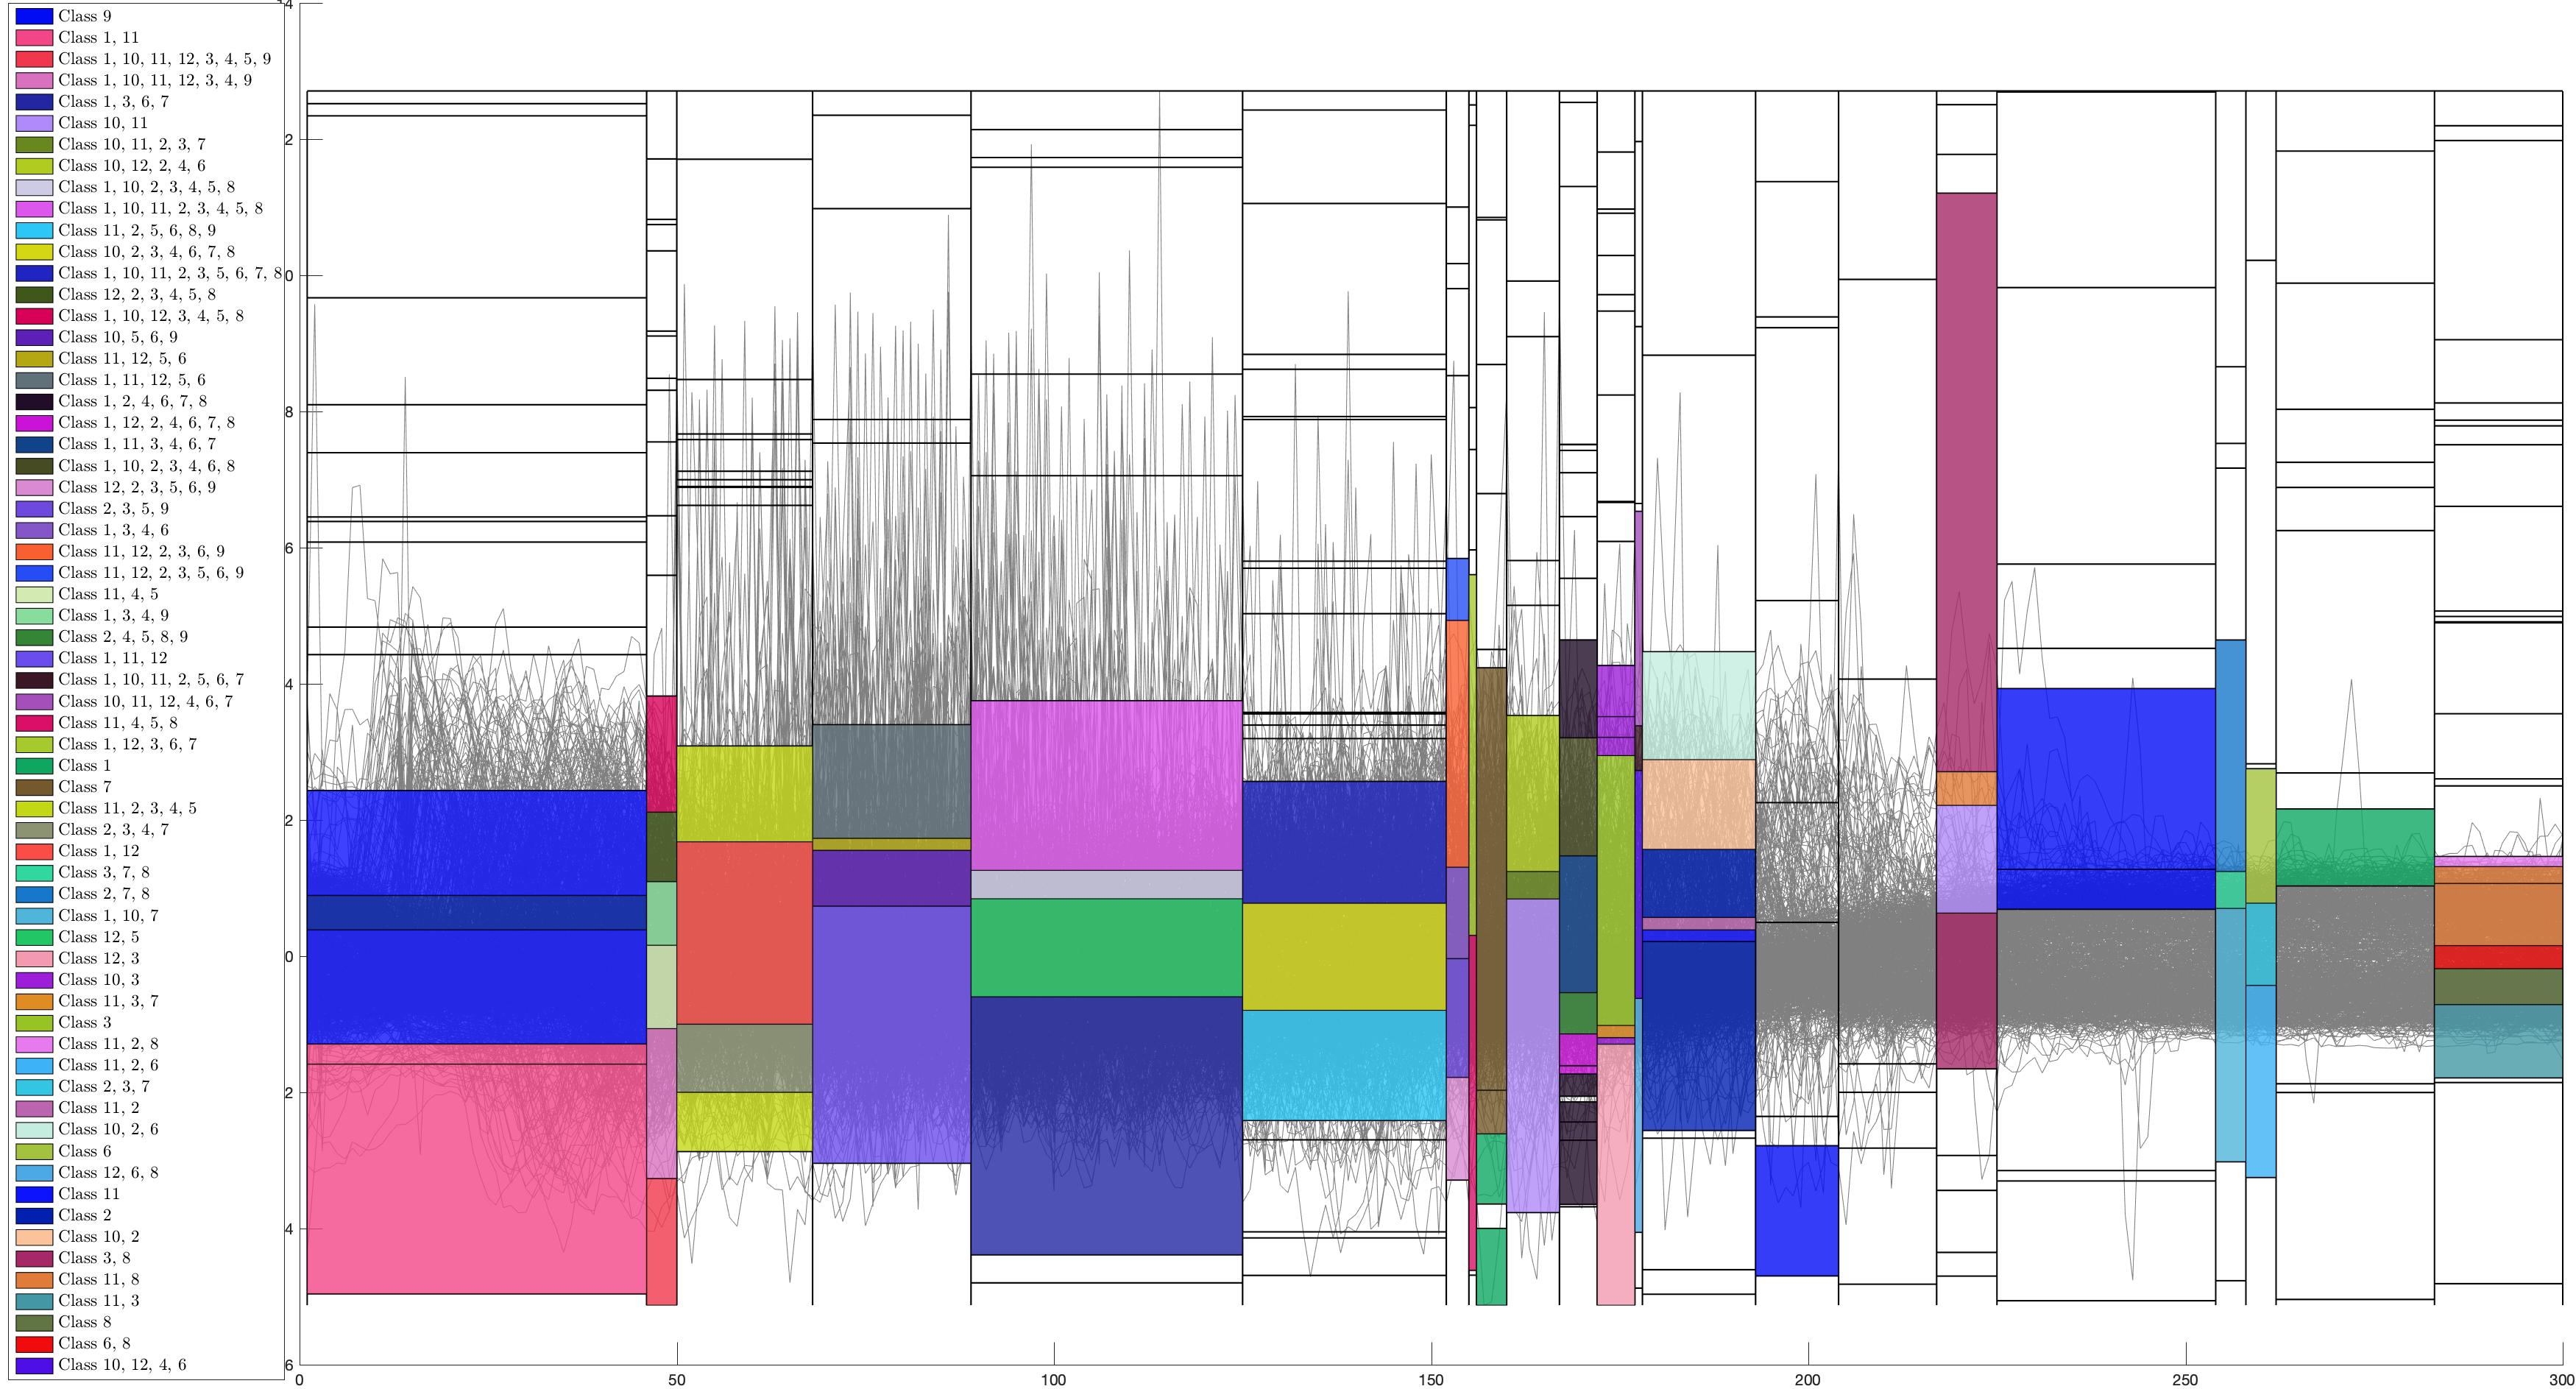 Class 9
Class 1, 11
Class 1, 10, 11, 12, 3, 4, 5, 9
Class 1, 10, 11, 12, 3, 4, 9
Class 1, 3, 6, 7
Class 10, 11
Class 10, 11, 2, 3, 7
Class 10, 12, 2, 4, 6
Class 1, 10, 2, 3, 4, 5, 8
Class 1, 10, 11, 2, 3, 4, 5, 8
Class 11, 2, 5, 6, 8, 9
Class 10, 2, 3, 4, 6, 7, 8
Class 1, 10, 11, 2, 3, 5, 6, 7, 8
Class 12, 2, 3, 4, 5, 8
Class 1, 10, 12, 3, 4, 5, 8
Class 10, 5, 6, 9
Class 11, 12, 5, 6
Class 1, 11, 12, 5, 6
Class 1, 2, 4, 6, 7, 8
Class 1, 12, 2, 4, 6, 7, 8
Class 1, 11, 3, 4, 6, 7
Class 1, 10, 2, 3, 4, 6, 8
Class 12, 2, 3, 5, 6, 9
Class 2, 3, 5, 9
Class 1, 3, 4, 6
Class 11, 12, 2, 3, 6, 9
Class 11, 12, 2, 3, 5, 6, 9
Class 11, 4, 5
Class 1, 3, 4, 9
Class 2, 4, 5, 8, 9
Class 1, 11, 12
Class 1, 10, 11, 2, 5, 6, 7
Class 10, 11, 12, 4, 6, 7
Class 11, 4, 5, 8
Class 1, 12, 3, 6, 7
Class 1
Class 7
Class 11, 2, 3, 4, 5
Class 2, 3, 4, 7
Class 1, 12
Class 3, 7, 8
Class 2, 7, 8
Class 1, 10, 7
Class 12, 5
Class 12, 3
Class 10, 3
Class 11, 3, 7
Class 3
Class 11, 2, 8
Class 11, 2, 6
Class 2, 3, 7
Class 11, 2
Class 10, 2, 6
Class 6
Class 12, 6, 8
Class 11
Class 2
Class 10, 2
Class 3, 8
Class 11, 8
Class 11, 3
Class 8
Class 6, 8
Class 10, 12, 4, 6
4
2
0
8
6
4
2
0
2
4
6
0 50 100 150 200 250 300